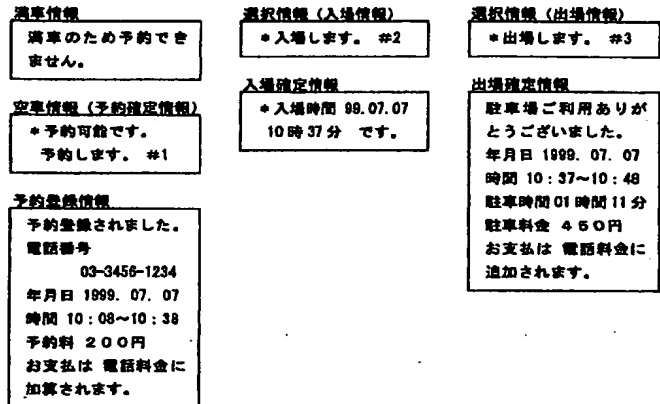 満車情報
満車のため予約でき
ません。
空車情報（予約確定情報）
＊予約可能です。
予約します。 #1
予約登録情報
予約登録されました。
電話番号
03-3456-1234
年月日 1999. 07. 07
時間 10：08〜10：38
予約料 ２００円
お支払は 電話料金に
加算されます。
選択情報（入場情報）
＊入場します。 #2
入場確定情報
＊入場時間 99.07.07
10時37分 です。
選択情報（出場情報）
＊出場します。 #3
出場確定情報
駐車場ご利用ありが
とうございました。
年月日 1999. 07. 07
時間 10：37〜10：48
駐車時間01時間11分
駐車料金 ４５０円
お支払は 電話料金に
追加されます。